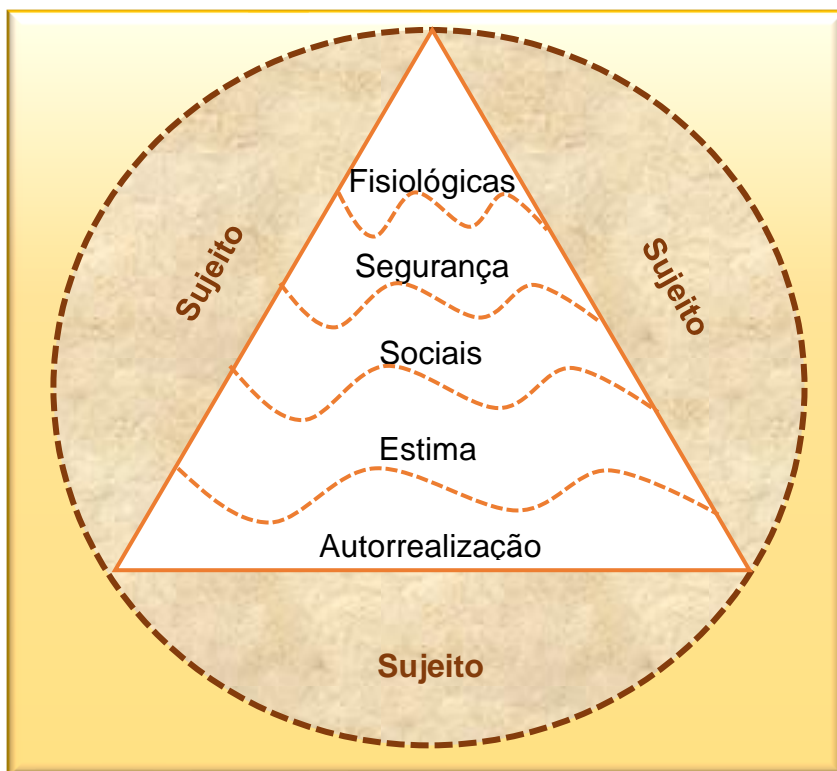 Fisiológicas
Sujeito
Sujeito
Segurança
Sociais
Estima
Autorrealização
Sujeito